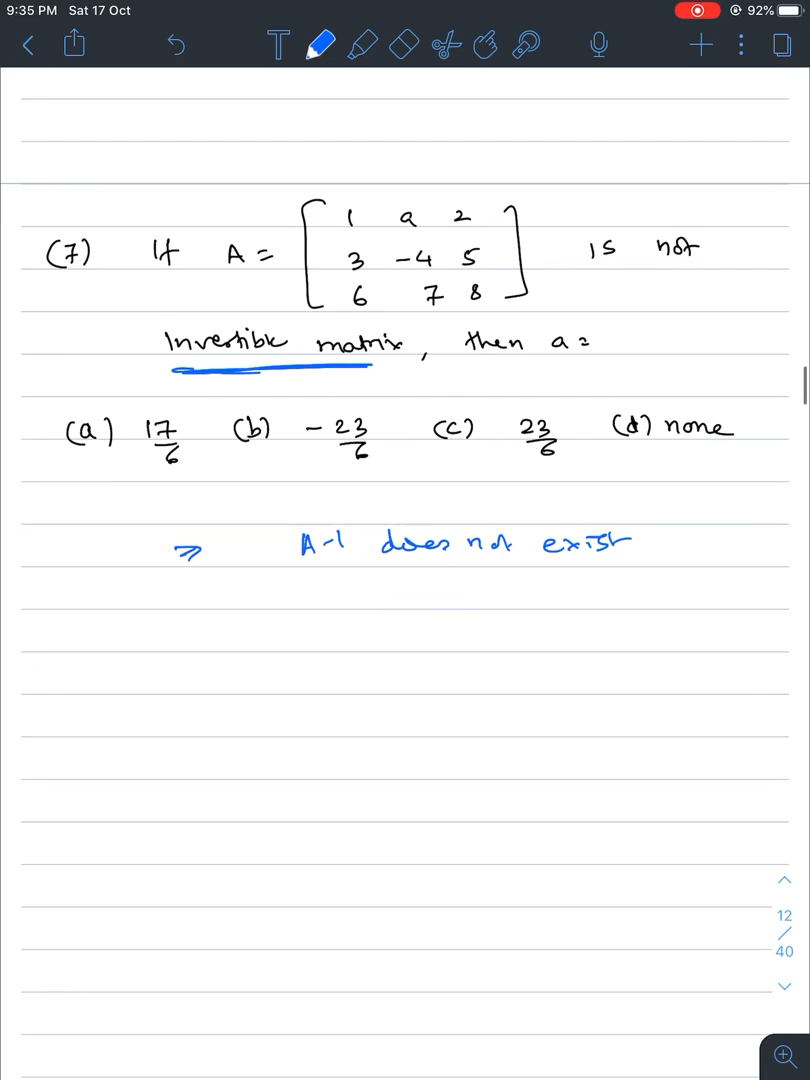 9:35 PM Sat 17 Oct 92%
T
1 a 2
(7) If A = 3 -4 5 is not
6 7 8
Invertible matrix, then a =
(a) 17/6 (b) - 23/6 (c) 23/6 (d) none
⇒ A-1 does not exist
12
/
40